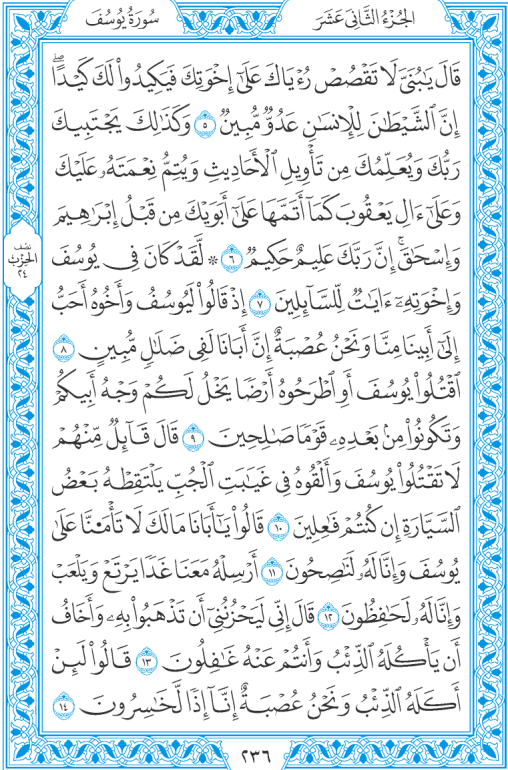 الجُزْءُ الثَّانِي عَشَرَ
سُورَةُ يُوسُفَ
قَالَ يَٰبُنَيَّ لَا تَقْصُصْ رُءْيَاكَ عَلَىٰٓ إِخْوَتِكَ فَيَكِيدُوا۟ لَكَ كَيْدًاۖ
إِنَّ ٱلشَّيْطَٰنَ لِلْإِنسَٰنِ عَدُوٌّ مُّبِينٌ ٥ وَكَذَٰلِكَ يَجْتَبِيكَ
رَبُّكَ وَيُعَلِّمُكَ مِن تَأْوِيلِ ٱلْأَحَادِيثِ وَيُتِمُّ نِعْمَتَهُۥ عَلَيْكَ
وَعَلَىٰٓ ءَالِ يَعْقُوبَ كَمَآ أَتَمَّهَا عَلَىٰٓ أَبَوَيْكَ مِن قَبْلُ إِبْرَٰهِيمَ
وَإِسْحَٰقَۚ إِنَّ رَبَّكَ عَلِيمٌ حَكِيمٌ ٦ ۞ لَّقَدْ كَانَ فِى يُوسُفَ
وَإِخْوَتِهِۦٓ ءَايَٰتٌ لِّلسَّآئِلِينَ ٧ إِذْ قَالُوا۟ لَيُوسُفُ وَأَخُوهُ أَحَبُّ
إِلَىٰٓ أَبِينَا مِنَّا وَنَحْنُ عُصْبَةٌ إِنَّ أَبَانَا لَفِى ضَلَٰلٍ مُّبِينٍ ٨
ٱقْتُلُوا۟ يُوسُفَ أَوِ ٱطْرَحُوهُ أَرْضًا يَخْلُ لَكُمْ وَجْهُ أَبِيكُمْ
وَتَكُونُوا۟ مِنۢ بَعْدِهِۦ قَوْمًا صَٰلِحِينَ ٩ قَالَ قَآئِلٌ مِّنْهُمْ
لَا تَقْتُلُوا۟ يُوسُفَ وَأَلْقُوهُ فِى غَيَٰبَتِ ٱلْجُبِّ يَلْتَقِطْهُ بَعْضُ
ٱلسَّيَّارَةِ إِن كُنتُمْ فَٰعِلِينَ ١٠ قَالُوا۟ يَٰٓأَبَانَا مَالَكَ لَا تَأْمَ۫نَّا عَلَىٰ
يُوسُفَ وَإِنَّا لَهُۥ لَنَٰصِحُونَ ١١ أَرْسِلْهُ مَعَنَا غَدًا يَرْتَعْ وَيَلْعَبْ
وَإِنَّا لَهُۥ لَحَٰفِظُونَ ١٢ قَالَ إِنِّى لَيَحْزُنُنِىٓ أَن تَذْهَبُوا۟ بِهِۦ وَأَخَافُ
أَن يَأْكُلَهُ ٱلذِّئْبُ وَأَنتُمْ عَنْهُ غَٰفِلُونَ ١٣ قَالُوا۟ لَئِنْ
أَكَلَهُ ٱلذِّئْبُ وَنَحْنُ عُصْبَةٌ إِنَّآ إِذًا لَّخَٰسِرُونَ ١٤
نصف
الحزب
٢٤
٢٣٦